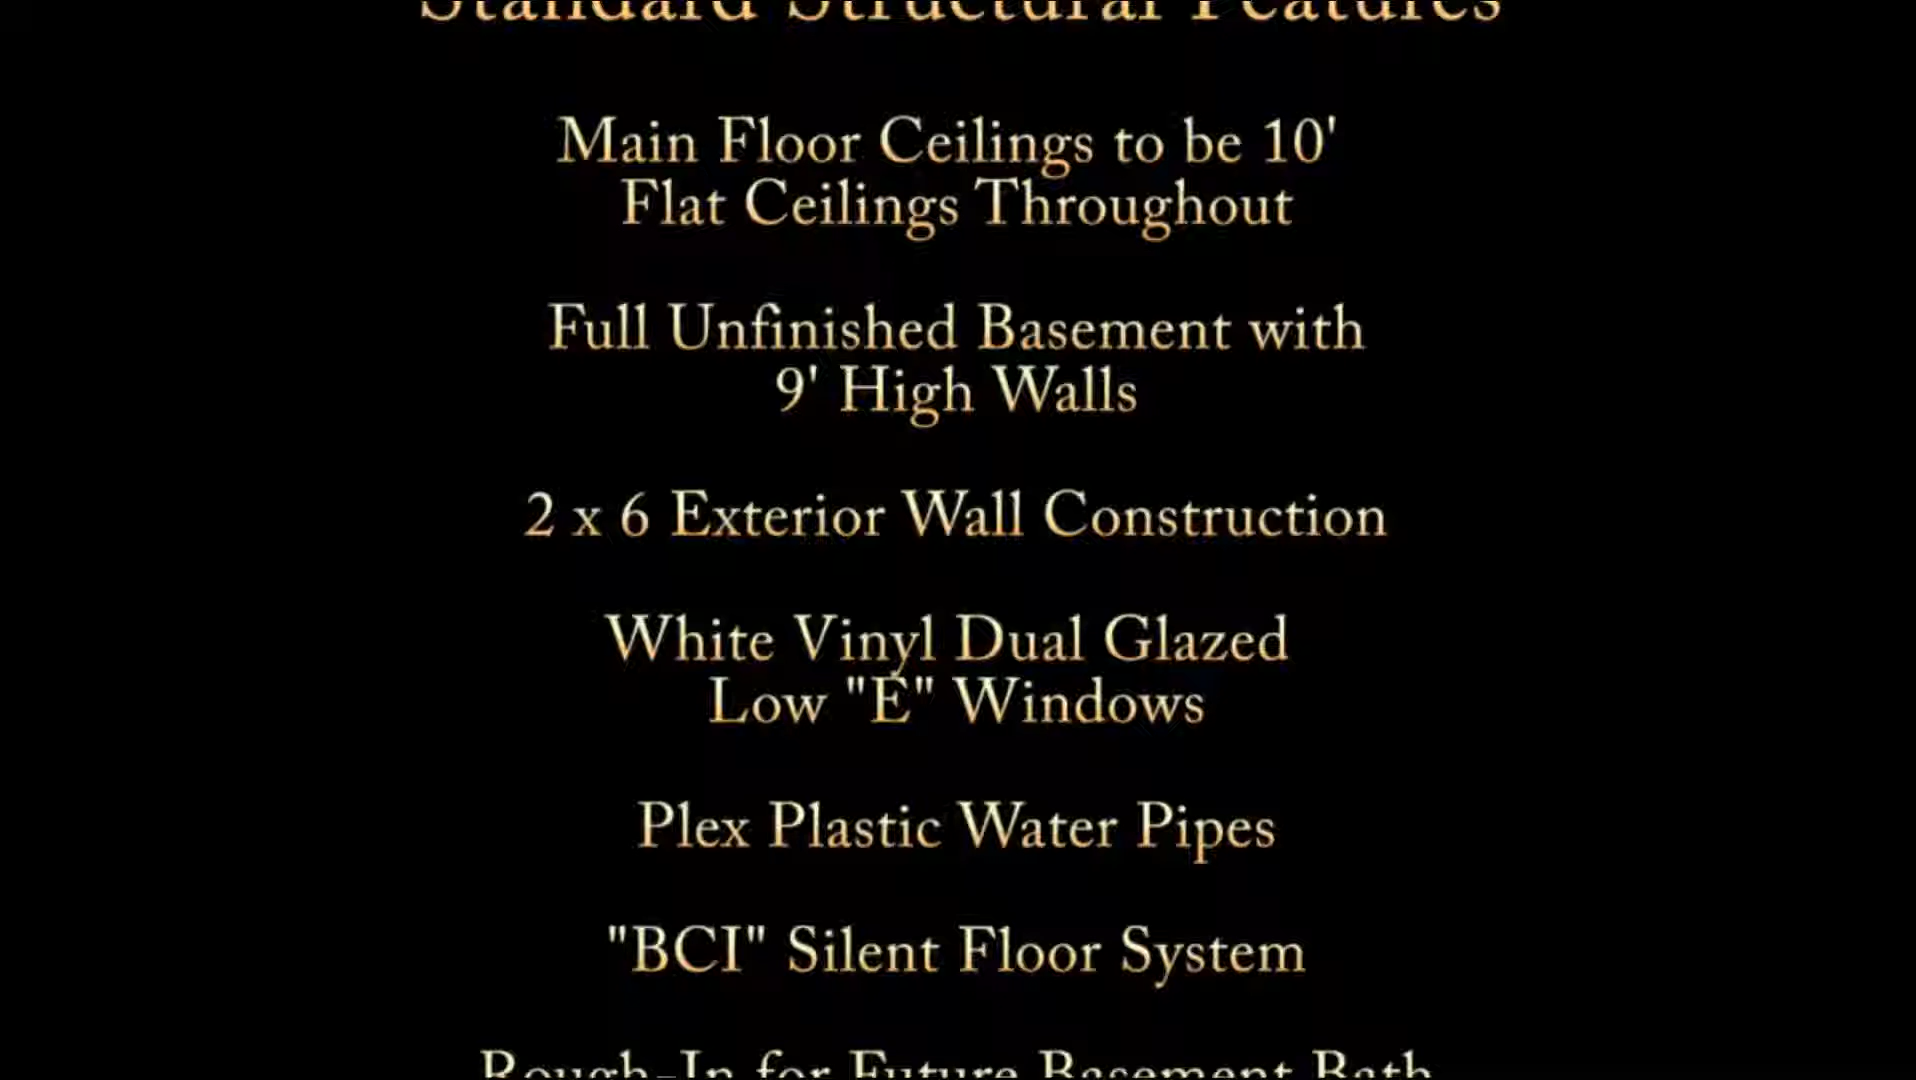 Standard Structural Features
Main Floor Ceilings to be 10'
Flat Ceilings Throughout
Full Unfinished Basement with
9' High Walls
2 x 6 Exterior Wall Construction
White Vinyl Dual Glazed
Low "E" Windows
Plex Plastic Water Pipes
"BCI" Silent Floor System
Rough-In for Future Basement Bath